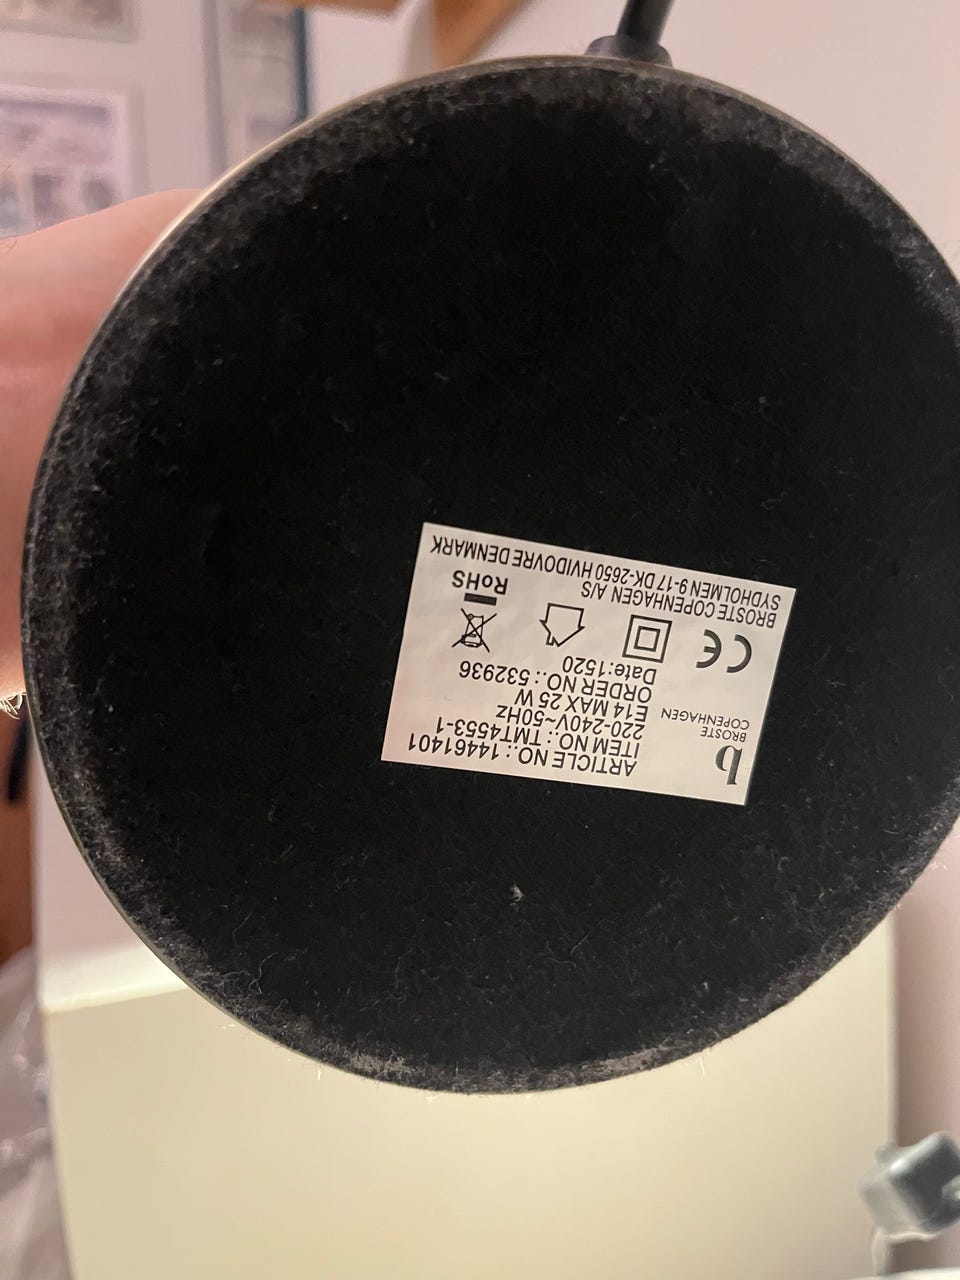 b
BROSTE
COPENHAGEN
ARTICLE NO.: 14461401
ITEM NO : TMT4553-1
220-240V~50Hz
E14 MAX 25 W
ORDER NO.: 532936
Date:1520
CE
RoHS
BROSTE COPENHAGEN A/S
SYDHOLMEN 9-17 DK-2650 HVIDOVRE DENMARK